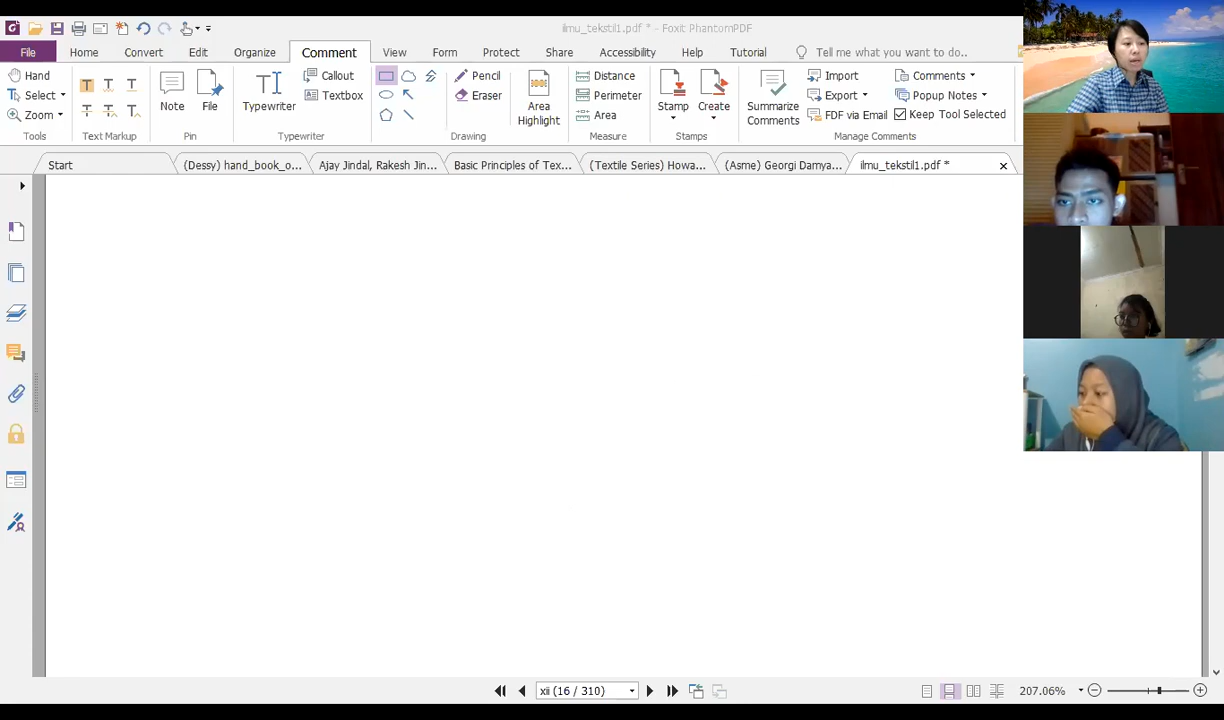 ilmu_tekstil1.pdf * - Foxit PhantomPDF
File Home Convert Edit Organize Comment View Form Protect Share Accessibility Help Tutorial Tell me what you want to do..
Hand
Select
Zoom
Tools
Text Markup
Note
File
Pin
Typewriter
Callout
Textbox
Typewriter
Pencil
Eraser
Area
Highlight
Drawing
Distance
Perimeter
Area
Measure
Stamp
Create
Stamps
Summarize
Comments
Import
Export
FDF via Email
Comments
Popup Notes
Keep Tool Selected
Manage Comments
Start
(Dessy) hand_book_o...
Ajay Jindal, Rakesh Jin...
Basic Principles of Tex...
(Textile Series) Howa...
(Asme) Georgi Damya...
ilmu_tekstil1.pdf *
xii (16 / 310)
207.06%